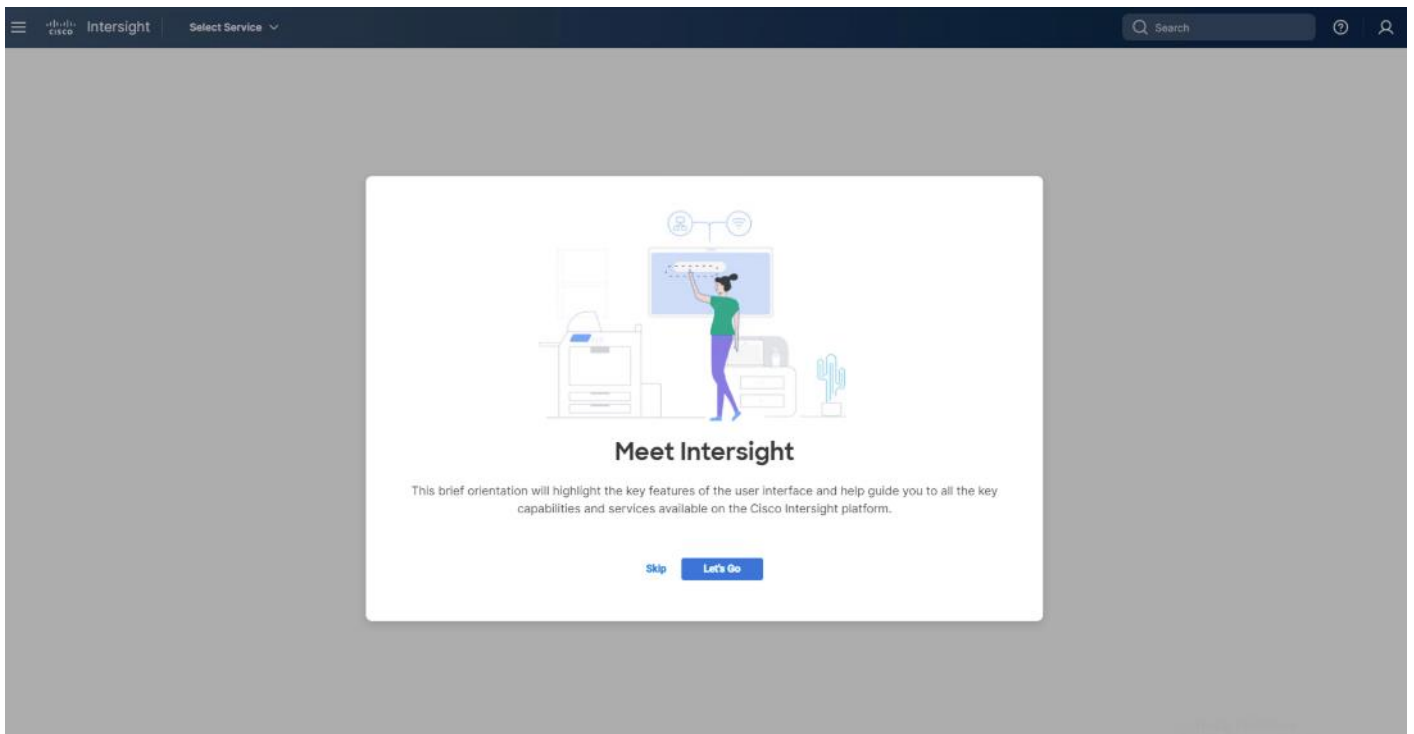 cisco Intersight Select Service Search
Meet Intersight
This brief orientation will highlight the key features of the user interface and help guide you to all the key
capabilities and services available on the Cisco Intersight platform.
Skip Let's Go